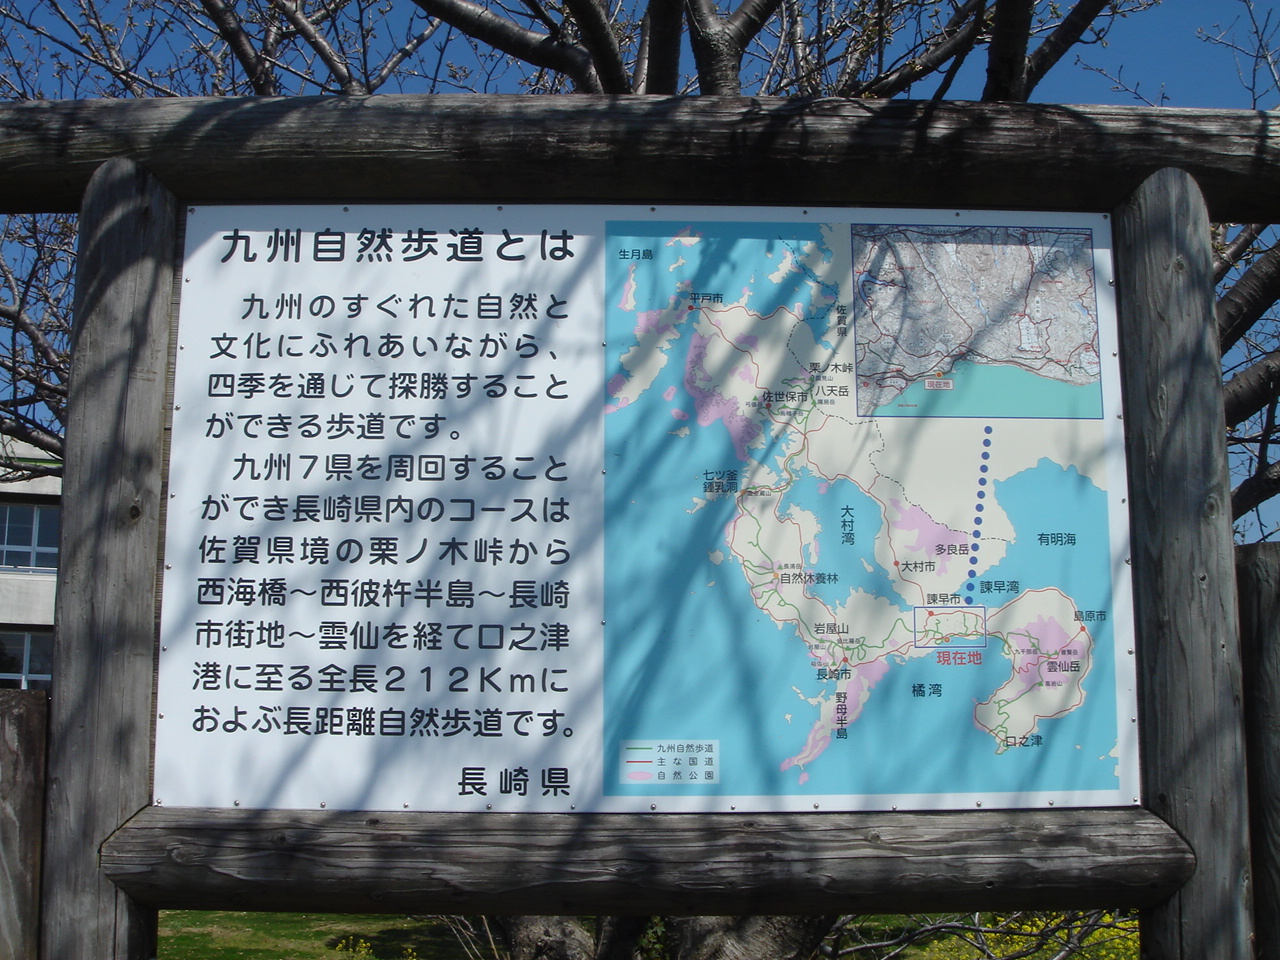 九州自然歩道とは
九州のすぐれた自然と
文化にふれあいながら、
四季を通じて探勝すること
ができる歩道です。
九州7県を周回すること
ができ長崎県内のコースは
佐賀県境の栗ノ木峠から
西海橋～西彼杵半島～長崎
市街地～雲仙を経て口之津
港に至る全長212Kmに
およぶ長距離自然歩道です。
長崎県
生月島
平戸市
佐賀県
栗ノ木峠
八天岳
佐世保市
七ツ釜
鍾乳洞
大村湾
多良岳
大村市
有明海
自然休養林
諫早湾
諫早市
島原市
岩屋山
長崎市
現在地
雲仙岳
橘湾
野母半島
口之津
現在地
九州自然歩道
主な国道
自然公園